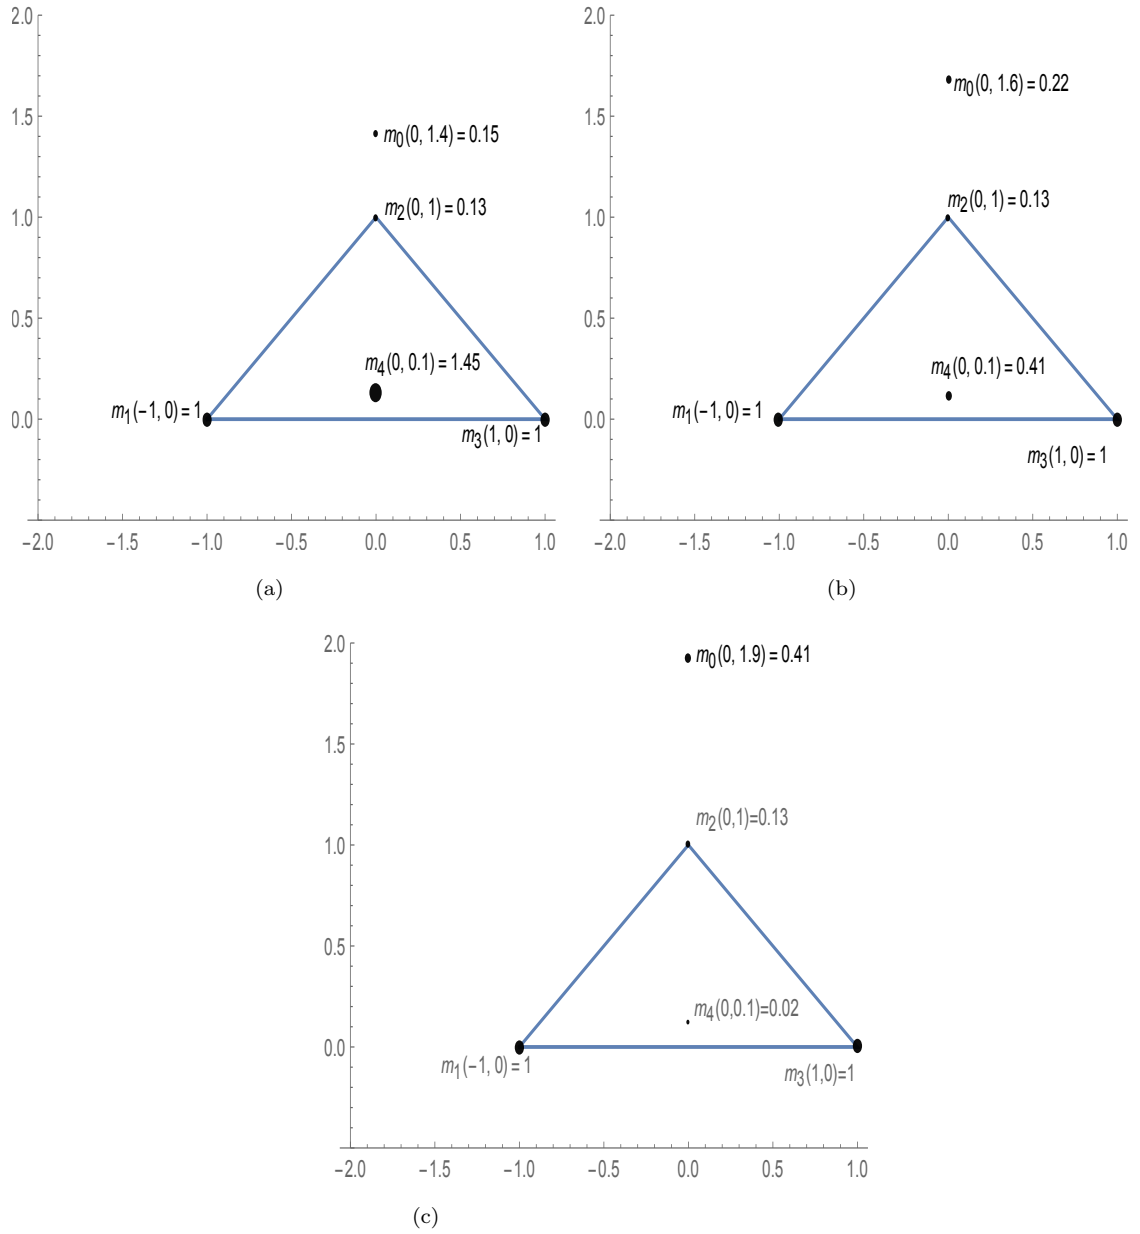 2.0
1.5
1.0
0.5
0.0
m0(0, 1.4) = 0.15
m2(0, 1) = 0.13
m4(0, 0.1) = 1.45
m1(−1, 0) = 1
m3(1, 0) = 1
−2.0 −1.5 −1.0 −0.5 0.0 0.5 1.0
(a)
2.0
1.5
1.0
0.5
0.0
m0(0, 1.6) = 0.22
m2(0, 1) = 0.13
m4(0, 0.1) = 0.41
m1(−1, 0) = 1
m3(1, 0) = 1
−2.0 −1.5 −1.0 −0.5 0.0 0.5 1.0
(b)
2.0
1.5
1.0
0.5
0.0
m0(0, 1.9) = 0.41
m2(0,1)=0.13
m4(0,0.1)=0.02
m1(−1, 0) = 1
m3(1,0)=1
−2.0 −1.5 −1.0 −0.5 0.0 0.5 1.0
(c)